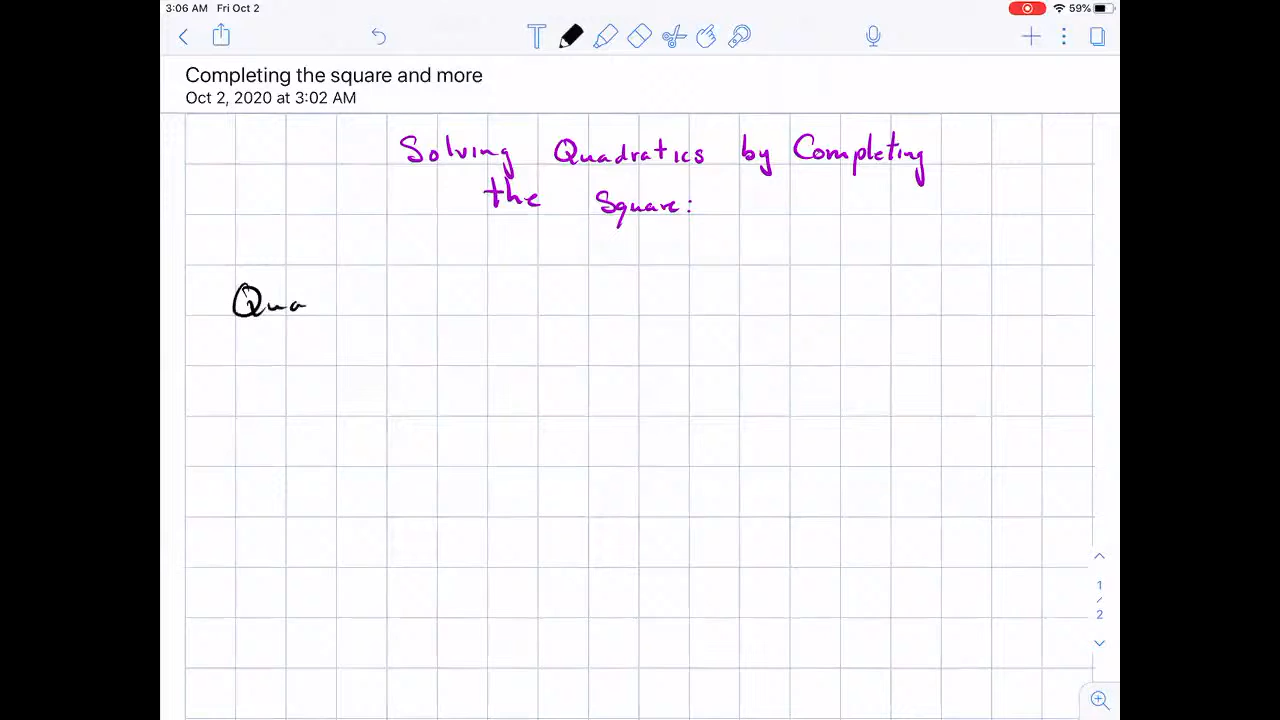 3:06 AM Fri Oct 2
59%
T
Completing the square and more
Oct 2, 2020 at 3:02 AM
Solving Quadratics by Completing
the Square:
Qua
1
/
2